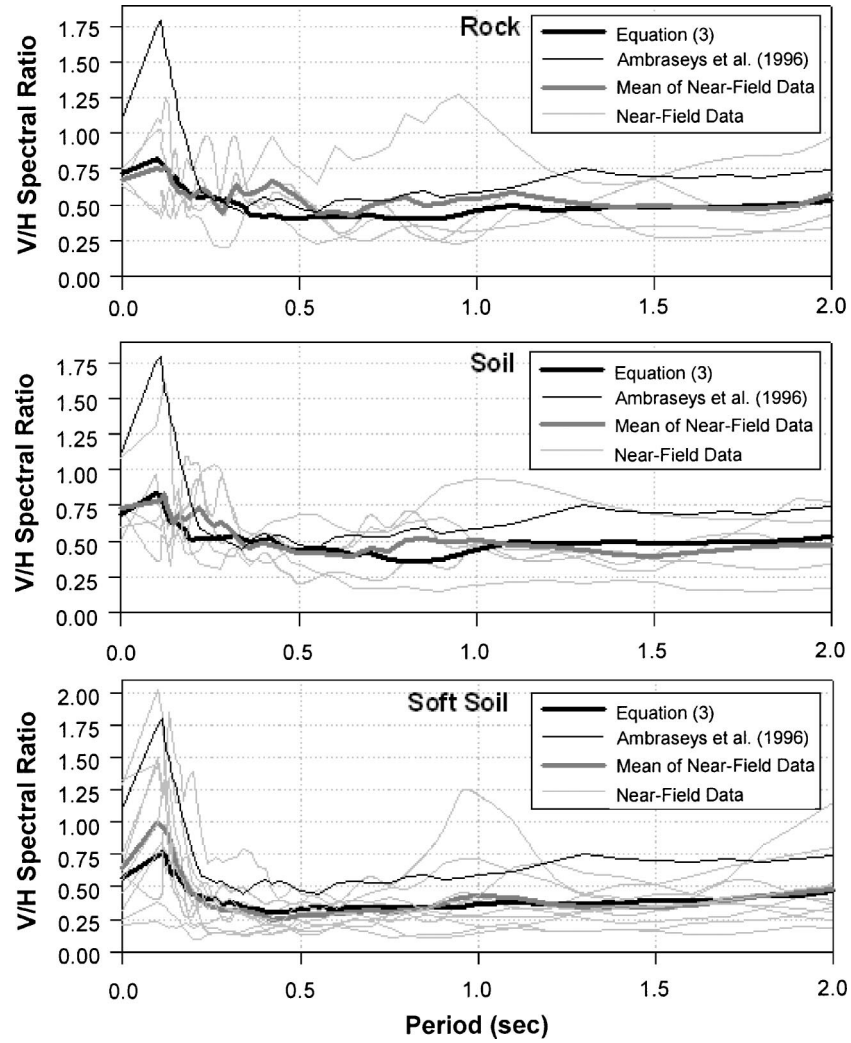 Rock
Equation (3)
Ambraseys et al. (1996)
Mean of Near-Field Data
Near-Field Data
V/H Spectral Ratio
1.75
1.50
1.25
1.00
0.75
0.50
0.25
0.00
0.0 0.5 1.0 1.5 2.0
Soil
Equation (3)
Ambraseys et al. (1996)
Mean of Near-Field Data
Near-Field Data
V/H Spectral Ratio
1.75
1.50
1.25
1.00
0.75
0.50
0.25
0.00
0.0 0.5 1.0 1.5 2.0
Soft Soil
Equation (3)
Ambraseys et al. (1996)
Mean of Near-Field Data
Near-Field Data
V/H Spectral Ratio
2.00
1.75
1.50
1.25
1.00
0.75
0.50
0.25
0.00
0.0 0.5 1.0 1.5 2.0
Period (sec)